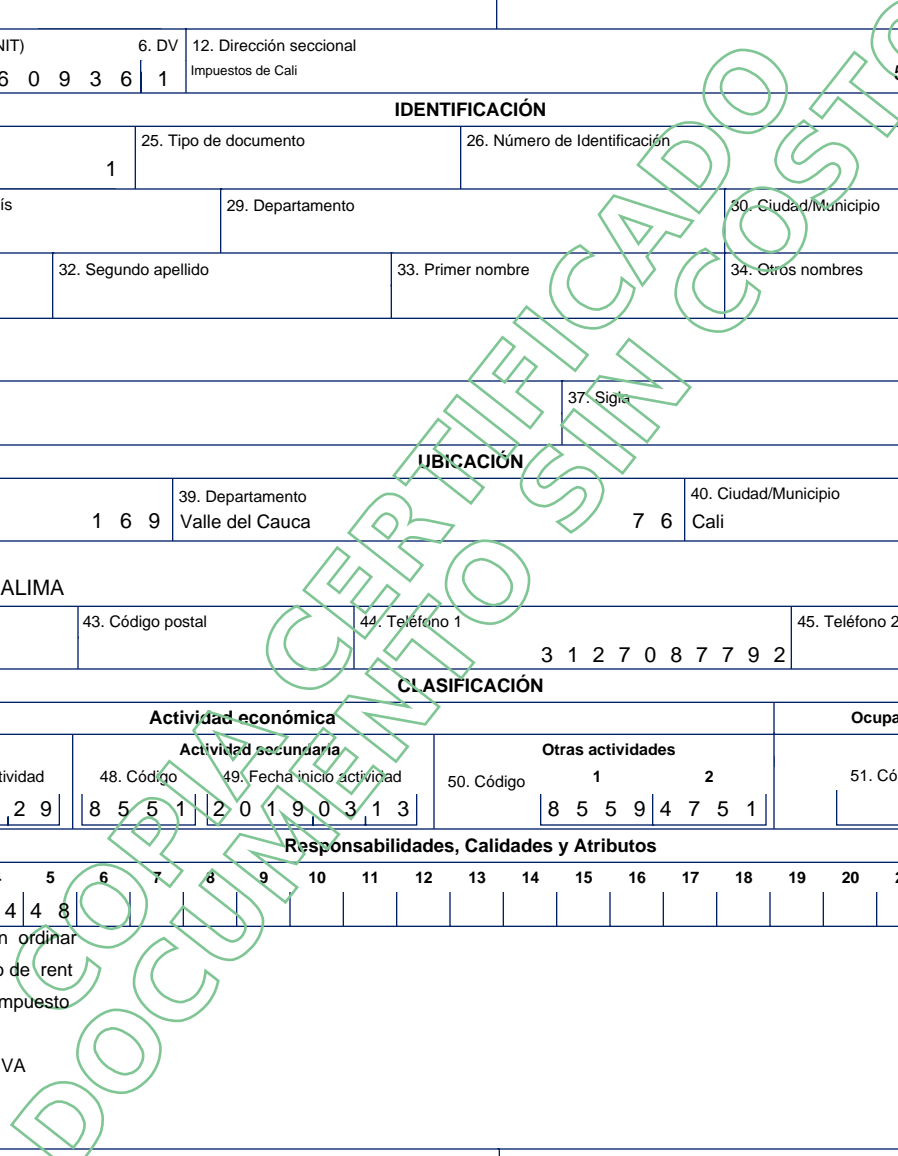 NIT) 6. DV 12. Dirección seccional
6 0 9 3 6 1 Impuestos de Cali 5
IDENTIFICACIÓN
25. Tipo de documento 26. Número de Identificación
1
ís 29. Departamento 30. Ciudad/Municipio
32. Segundo apellido 33. Primer nombre 34. Otros nombres
37. Sigla
UBICACIÓN
39. Departamento 40. Ciudad/Municipio
1 6 9 Valle del Cauca 7 6 Cali
ALIMA
43. Código postal 44. Teléfono 1 45. Teléfono 2
3 1 2 7 0 8 7 7 9 2
CLASIFICACIÓN
Actividad económica Ocupa
Actividad secundaria Otras actividades
tividad 48. Código 49. Fecha inicio actividad 50. Código 1 2 51. Có
2 9 8 5 5 1 2 0 1 9 0 3 1 3 8 5 5 9 4 7 5 1
Responsabilidades, Calidades y Atributos
5 6 7 8 9 10 11 12 13 14 15 16 17 18 19 20 2
4 4 8
n ordinar
o de rent
mpuesto
VA
COPIA CERTIFICADO
DOCUMENTO SIN COSTO